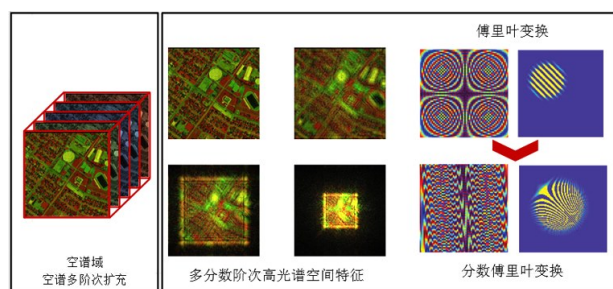 空谱域
空谱多阶次扩充
多分数阶次高光谱空间特征
傅里叶变换
分数傅里叶变换